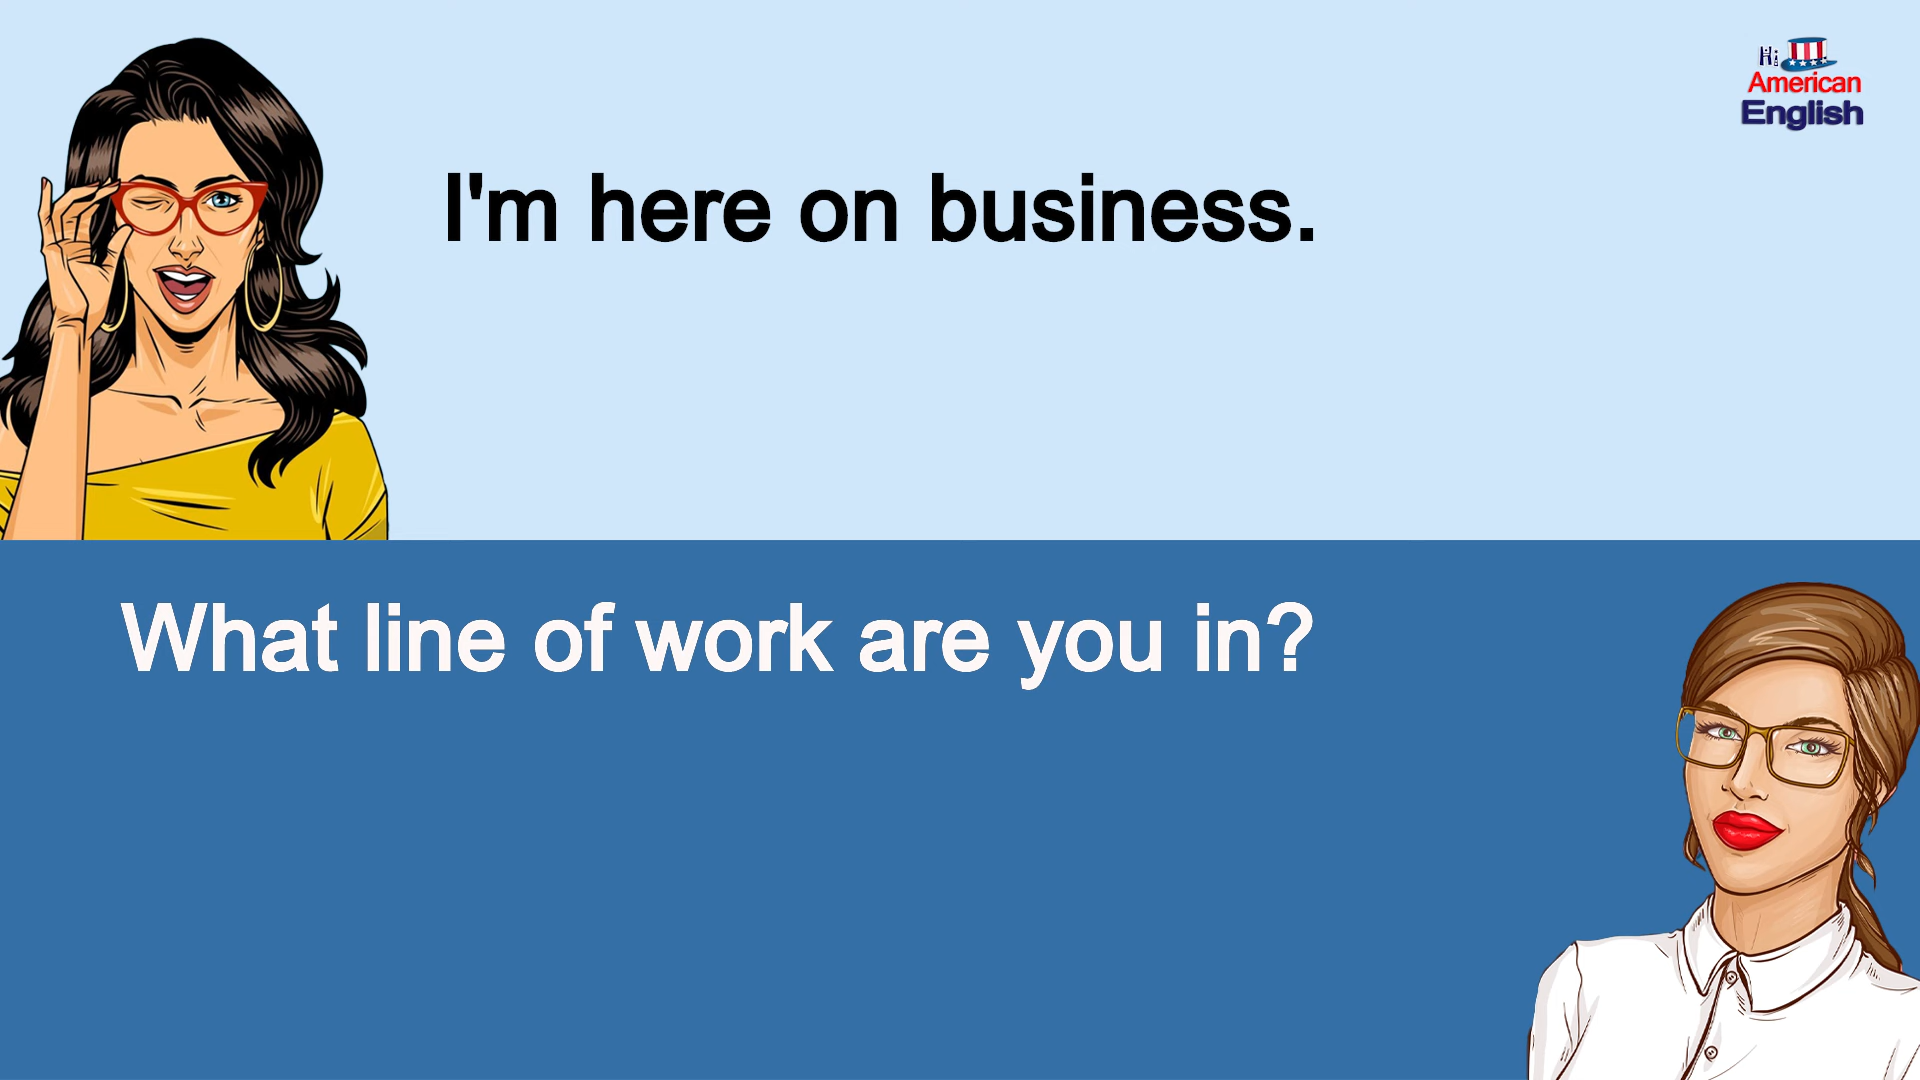 Hi
American
English
I'm here on business.
What line of work are you in?